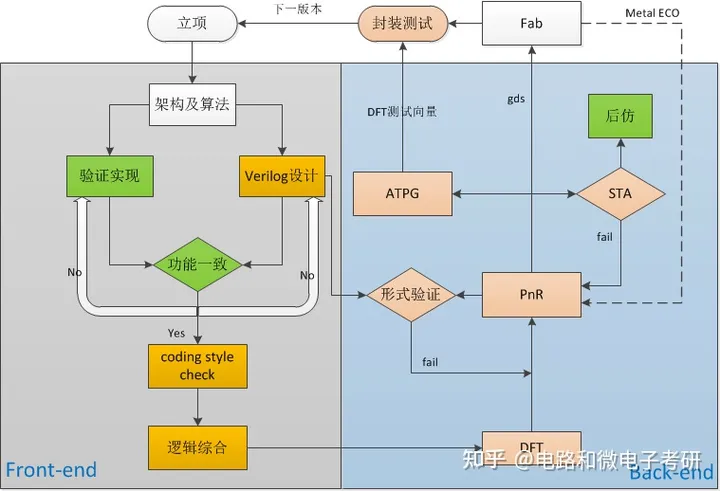 立项
下一版本
封装测试
Fab
Metal ECO
架构及算法
DFT测试向量
gds
后仿
验证实现
Verilog设计
ATPG
STA
fail
No
功能一致
No
形式验证
PnR
Yes
coding style
check
fail
逻辑综合
DFT
Front-end
Back-end
知乎 @电路和微电子考研